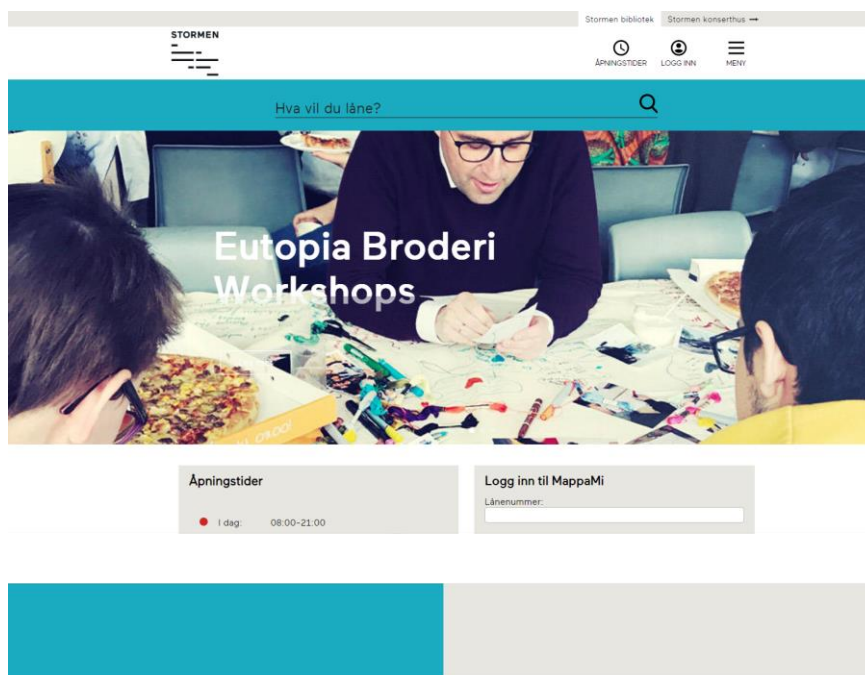 Stormen bibliotek Stormen konserthus →
STORMEN
ÅPNINGSTIDER LOGG INN MENY
Hva vil du låne?
Eutopia Broderi
Workshops
Åpningstider
I dag: 08:00-21:00
Logg inn til MappaMi
Lånenummer: